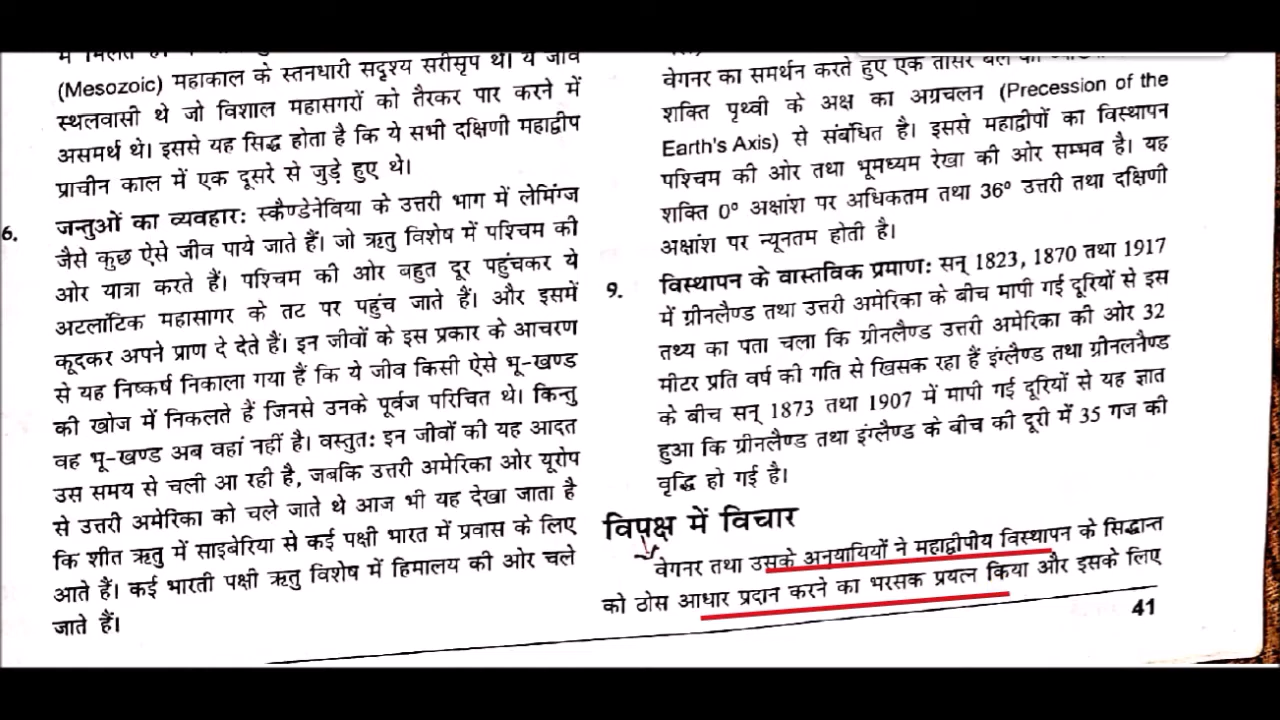 (Mesozoic) महाकाल के स्तनधारी सदृश्य सरीसृप था। ये जीव
स्थलवासी थे जो विशाल महासगरों को तैरकर पार करने में
असमर्थ थे। इससे यह सिद्ध होता है कि ये सभी दक्षिणी महाद्वीप
प्राचीन काल में एक दूसरे से जुड़े हुए थे।
6. जन्तुओं का व्यवहार: स्कैण्डेनेविया के उत्तरी भाग में लेमिंग्ज
जैसे कुछ ऐसे जीव पाये जाते हैं। जो ऋतु विशेष में पश्चिम की
ओर यात्रा करते हैं। पश्चिम की ओर बहुत दूर पहुंचकर ये
अटलांटिक महासागर के तट पर पहुंच जाते हैं। और इसमें
कूदकर अपने प्राण दे देते हैं। इन जीवों के इस प्रकार के आचरण
से यह निष्कर्ष निकाला गया हैं कि ये जीव किसी ऐसे भू-खण्ड
की खोज में निकलते हैं जिनसे उनके पूर्वज परिचित थे। किन्तु
वह भू-खण्ड अब वहां नहीं है। वस्तुत: इन जीवों की यह आदत
उस समय से चली आ रही है, जबकि उत्तरी अमेरिका ओर यूरोप
से उत्तरी अमेरिका को चले जाते थे आज भी यह देखा जाता है
कि शीत ऋतु में साइबेरिया से कई पक्षी भारत में प्रवास के लिए
आते हैं। कई भारती पक्षी ऋतु विशेष में हिमालय की ओर चले
जाते हैं।
वेगनर का समर्थन करते हुए एक तीसरे बल
शक्ति पृथ्वी के अक्ष का अग्रचलन (Precession of the
Earth's Axis) से संबंधित है। इससे महाद्वीपों का विस्थापन
पश्चिम की ओर तथा भूमध्यम रेखा की ओर सम्भव है। यह
शक्ति 0° अक्षांश पर अधिकतम तथा 36° उत्तरी तथा दक्षिणी
अक्षांश पर न्यूनतम होती है।
9. विस्थापन के वास्तविक प्रमाण: सन् 1823, 1870 तथा 1917
में ग्रीनलैण्ड तथा उत्तरी अमेरिका के बीच मापी गई दूरियों से इस
तथ्य का पता चला कि ग्रीनलैण्ड उत्तरी अमेरिका की ओर 32
मीटर प्रति वर्ष की गति से खिसक रहा हैं इंग्लैण्ड तथा ग्रीनलनैण्ड
के बीच सन् 1873 तथा 1907 में मापी गई दूरियों से यह ज्ञात
हुआ कि ग्रीनलैण्ड तथा इंग्लैण्ड के बीच की दूरी में 35 गज की
वृद्धि हो गई है।
विपक्ष में विचार
वेगनर तथा उसके अनुयायियों ने महाद्वीपीय विस्थापन के सिद्धान्त
को ठोस आधार प्रदान करने का भरसक प्रयत्न किया और इसके लिए
41